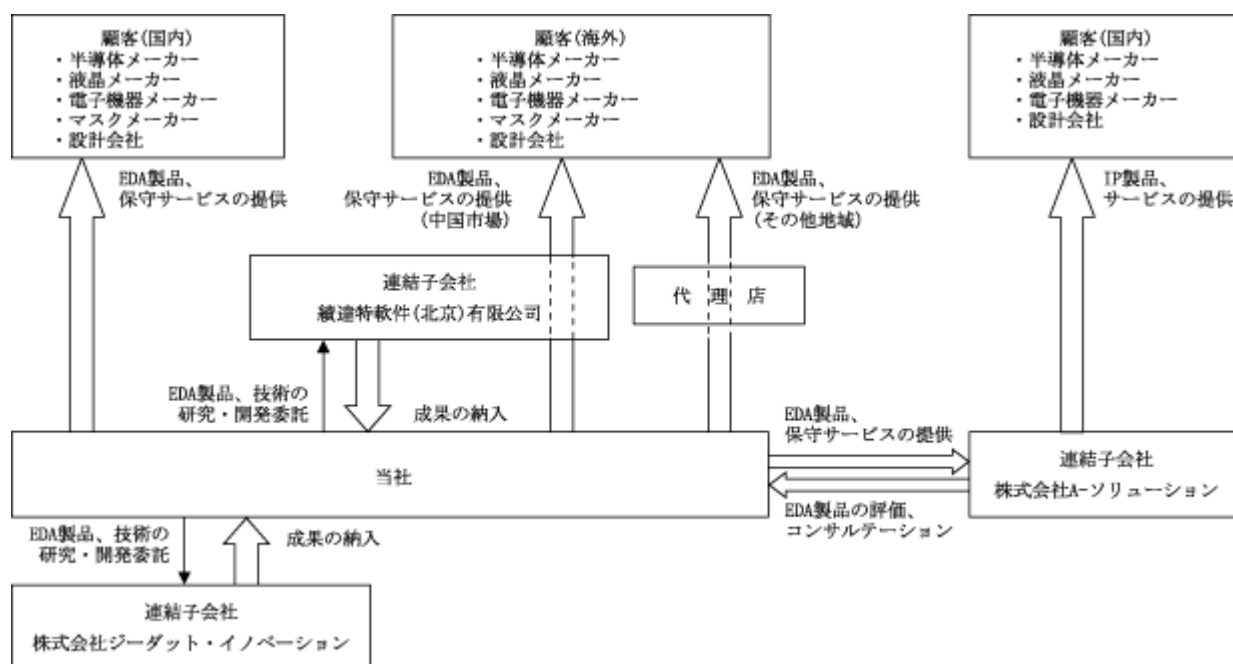 顧客(国内)
・半導体メーカー
・液晶メーカー
・電子機器メーカー
・マスクメーカー
・設計会社
顧客(海外)
・半導体メーカー
・液晶メーカー
・電子機器メーカー
・マスクメーカー
・設計会社
顧客(国内)
・半導体メーカー
・液晶メーカー
・電子機器メーカー
・設計会社
EDA製品、
保守サービスの提供
EDA製品、
保守サービスの提供
(中国市場)
EDA製品、
保守サービスの提供
(その他地域)
IP製品、
サービスの提供
連結子会社
績達特軟件(北京)有限公司
代 理 店
EDA製品、技術の
研究・開発委託
成果の納入
EDA製品、
保守サービスの提供
当社
連結子会社
株式会社A-ソリューション
EDA製品の評価、
コンサルテーション
EDA製品、技術の
研究・開発委託
成果の納入
連結子会社
株式会社ジーダット・イノベーション